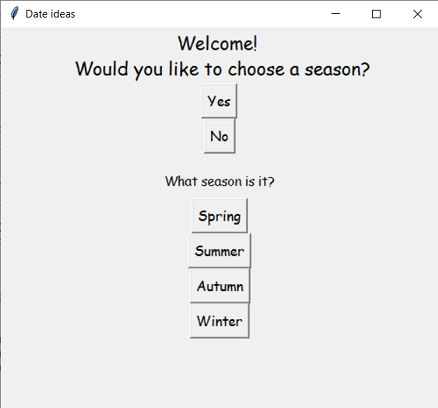 Date ideas
Welcome!
Would you like to choose a season?
Yes
No
What season is it?
Spring
Summer
Autumn
Winter